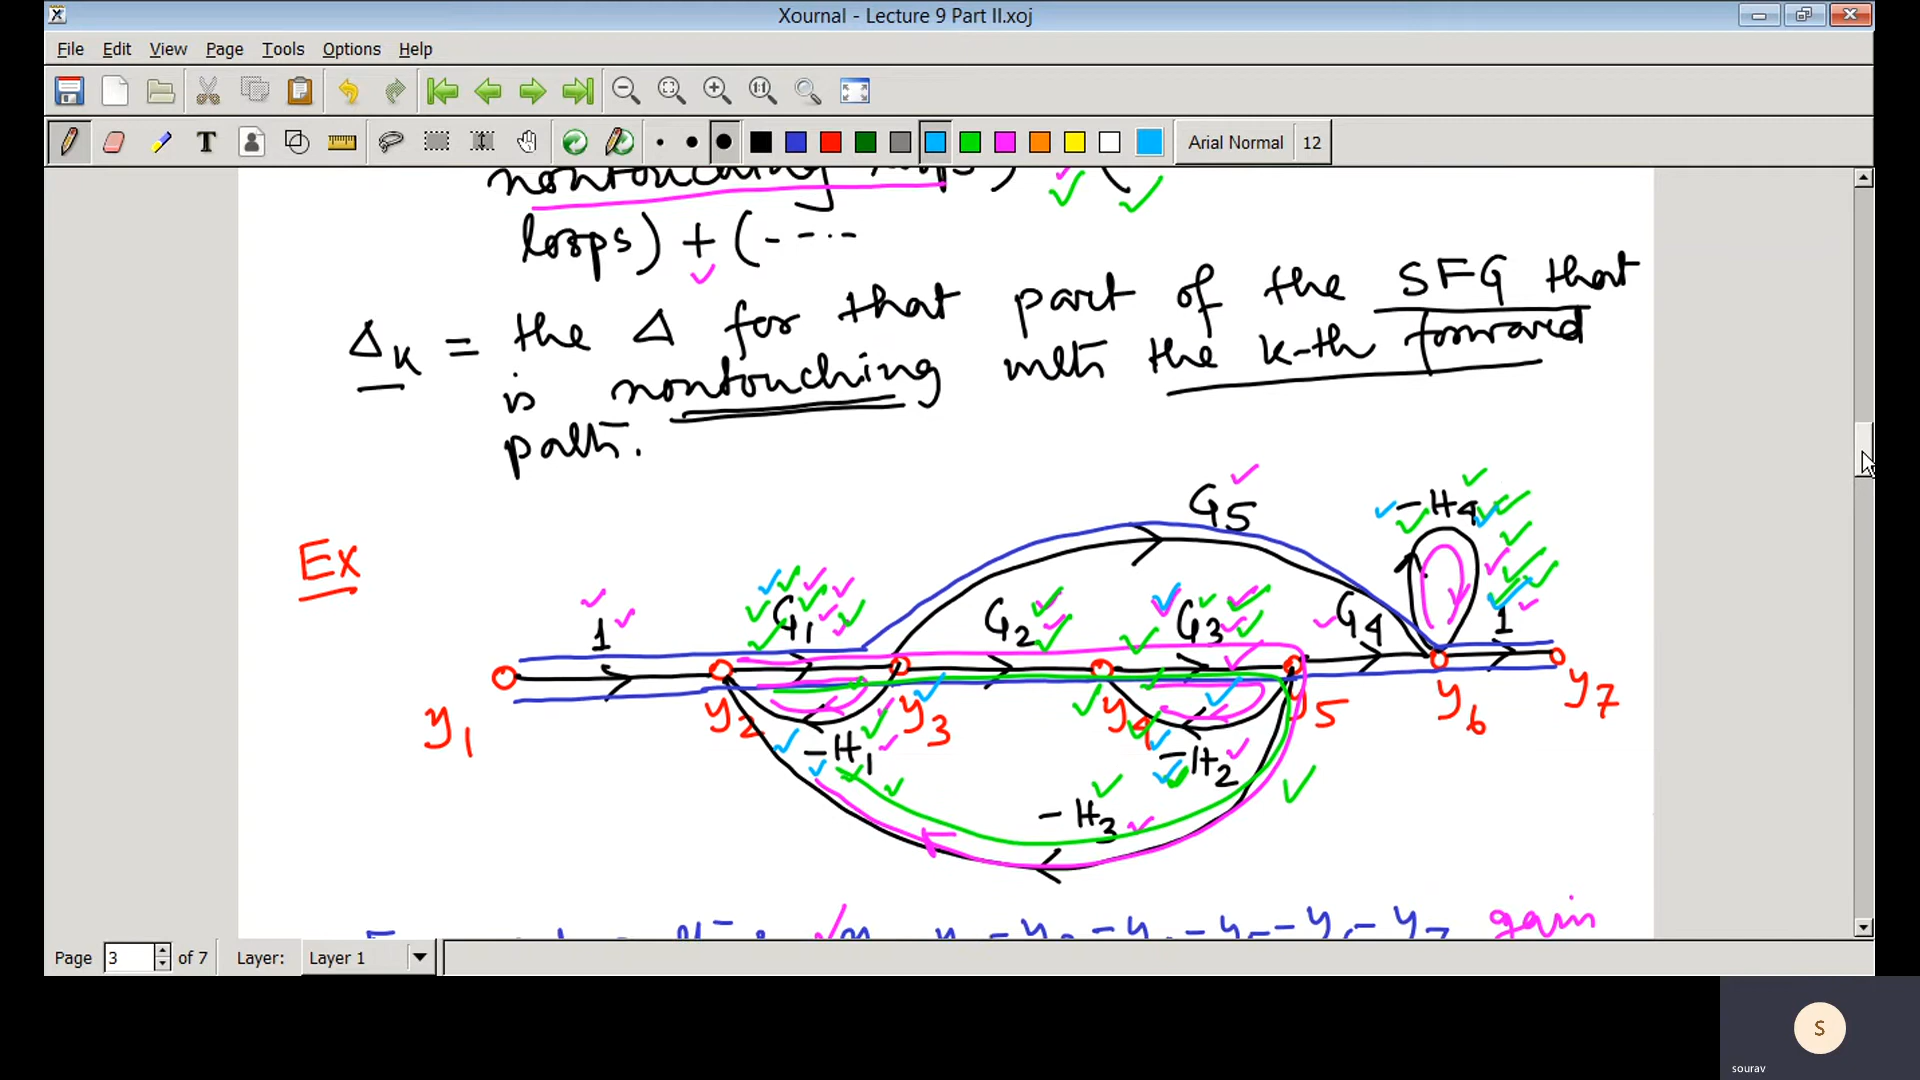 Xournal - Lecture 9 Part II.xoj
File Edit View Page Tools Options Help
Arial Normal 12
nontouching
loops) + (-----
Δk = the Δ for that part of the SFG that
is nontouching with the k-th forward
path.
Ex
G5
-H4
1 G1 G2 G3 G4 1
y1 y2 y3 y4 y5 y6 y7
-H1 -H2
-H3
gain
Page 3 of 7 Layer: Layer 1
S
sourav